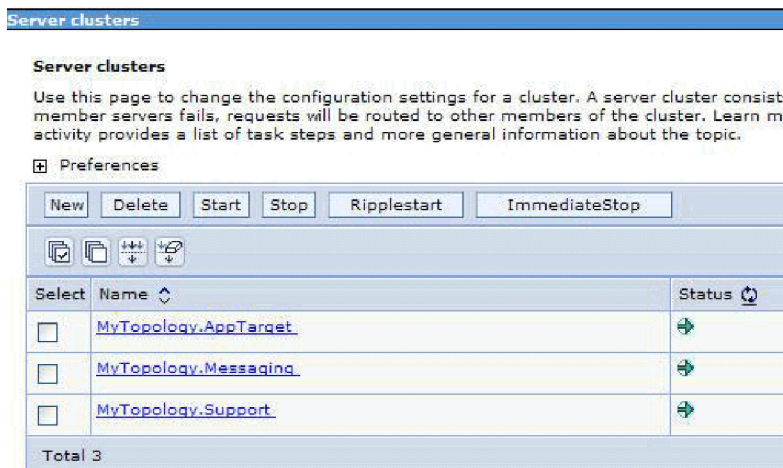 Server clusters
Server clusters
Use this page to change the configuration settings for a cluster. A server cluster consist
member servers fails, requests will be routed to other members of the cluster. Learn m
activity provides a list of task steps and more general information about the topic.
Preferences
New Delete Start Stop Ripplestart ImmediateStop
Select Name Status
MyTopology.AppTarget
MyTopology.Messaging
MyTopology.Support
Total 3